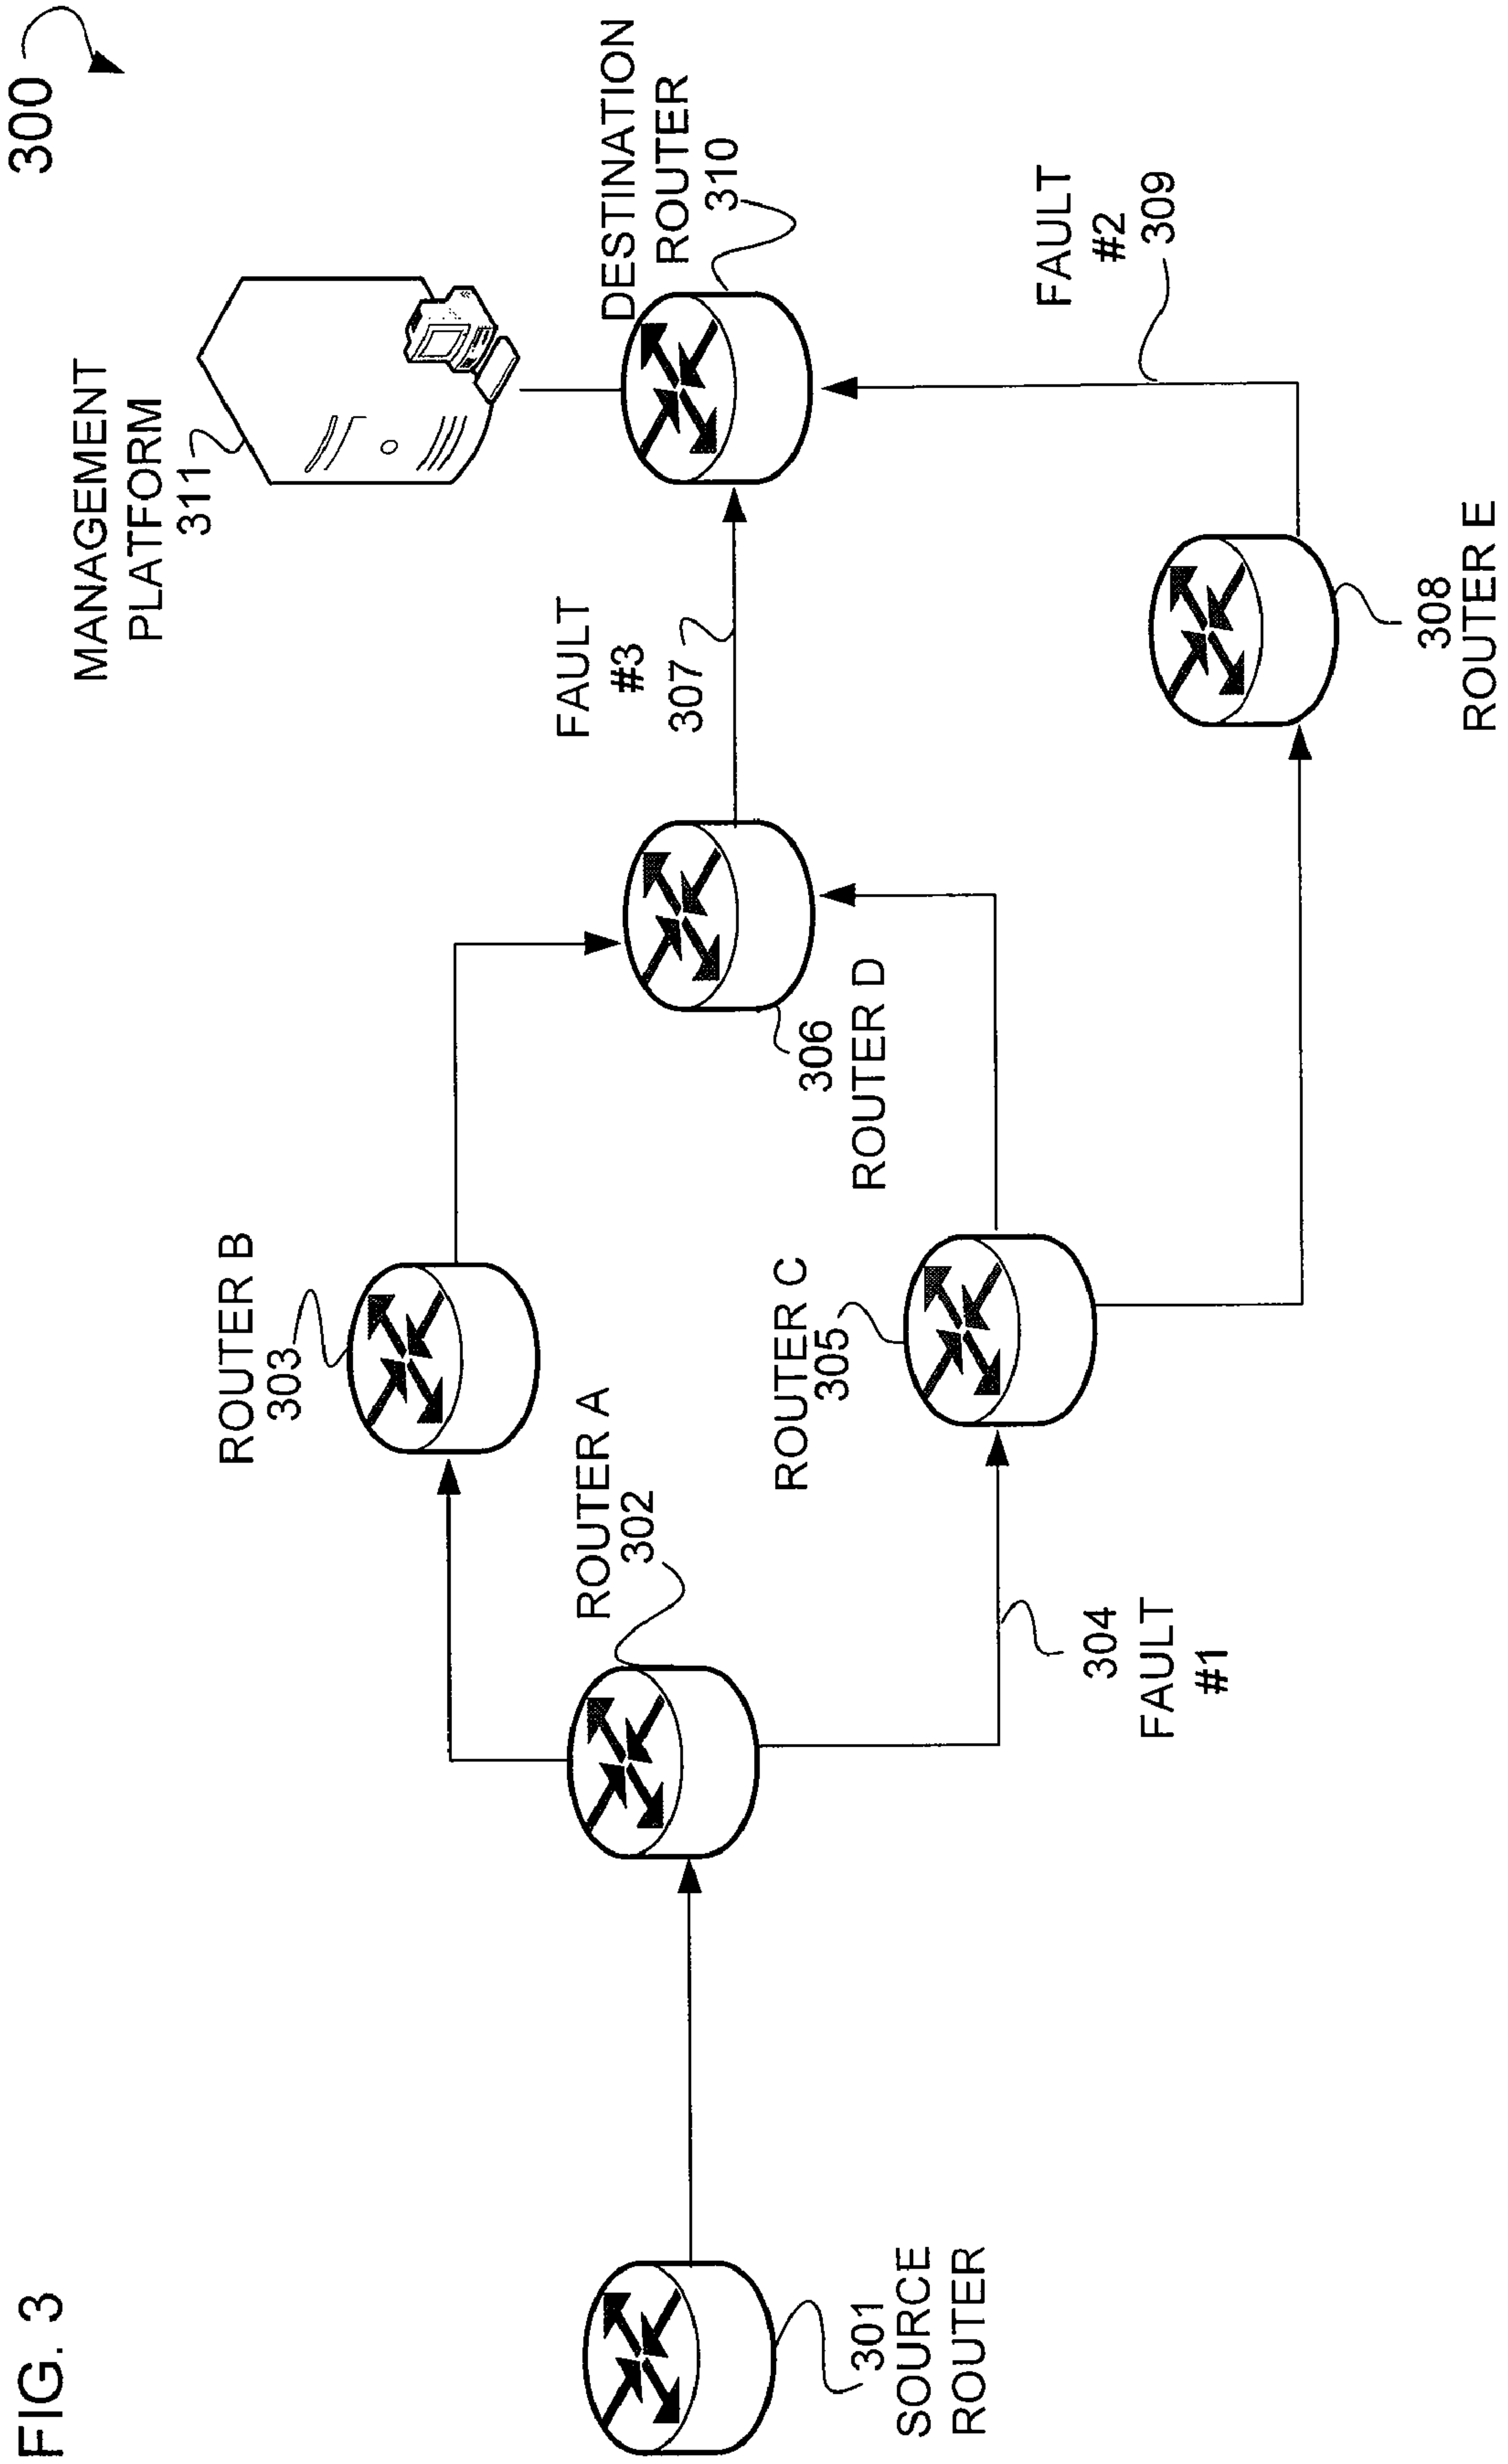 FIG. 3
300
MANAGEMENT
PLATFORM
311
ROUTER B
303
FAULT
#3
307
DESTINATION
ROUTER
310
ROUTER A
302
ROUTER C
305
306
ROUTER D
FAULT
#2
309
301
SOURCE
ROUTER
304
FAULT
#1
308
ROUTER E